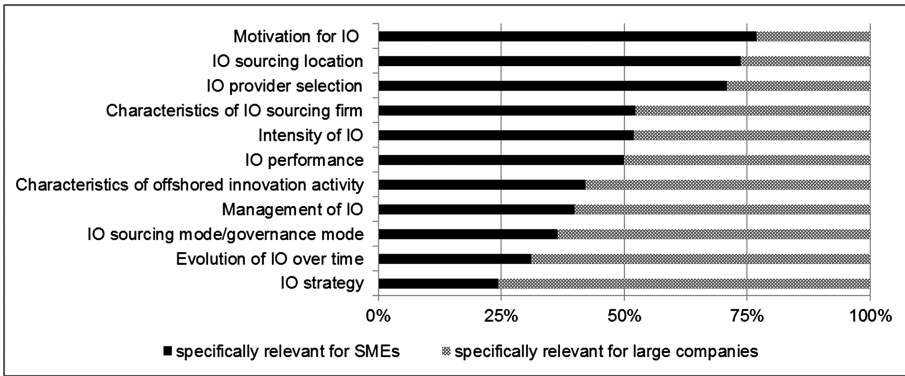 Motivation for IO
IO sourcing location
IO provider selection
Characteristics of IO sourcing firm
Intensity of IO
IO performance
Characteristics of offshored innovation activity
Management of IO
IO sourcing mode/governance mode
Evolution of IO over time
IO strategy
0% 25% 50% 75% 100%
specifically relevant for SMEs specifically relevant for large companies